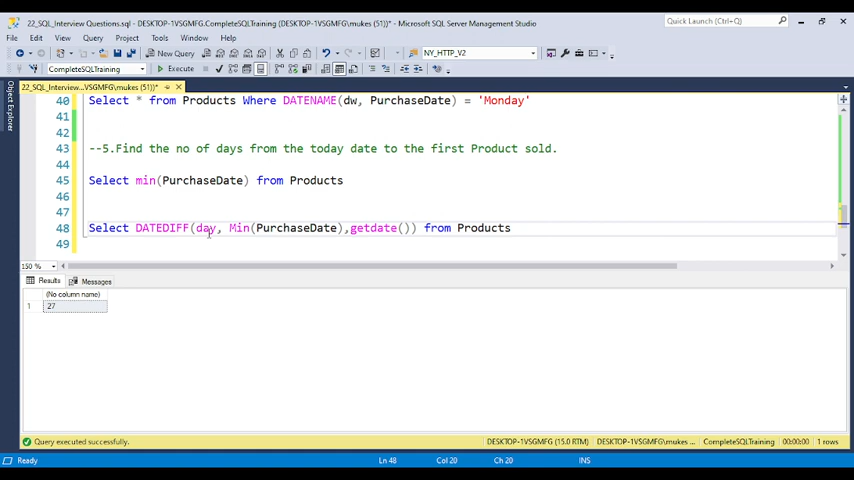 22_SQL_Interview Questions.sql - DESKTOP-1VSGMFG.CompleteSQLTraining (DESKTOP-1VSGMFG\mukes (51))* - Microsoft SQL Server Management Studio
Quick Launch (Ctrl+Q)
File Edit View Query Project Tools Window Help
New Query NY_HTTP_V2
CompleteSQLTraining Execute
Object Explorer
22_SQL_Interview...VSGMFG\mukes (51))*
40 Select * from Products Where DATENAME(dw, PurchaseDate) = 'Monday'
41
42
43 --5.Find the no of days from the today date to the first Product sold.
44
45 Select min(PurchaseDate) from Products
46
47
48 Select DATEDIFF(day, Min(PurchaseDate),getdate()) from Products
49
150 %
Results Messages
(No column name)
1 27
Query executed successfully. DESKTOP-1VSGMFG (15.0 RTM) DESKTOP-1VSGMFG\mukes ... CompleteSQLTraining 00:00:00 1 rows
Ready Ln 48 Col 20 Ch 20 INS